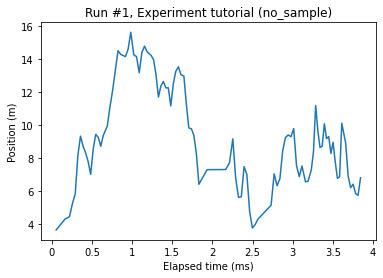 Run #1, Experiment tutorial (no_sample)
Position (m)
16
14
12
10
8
6
4
0 0.5 1 1.5 2 2.5 3 3.5 4
Elapsed time (ms)